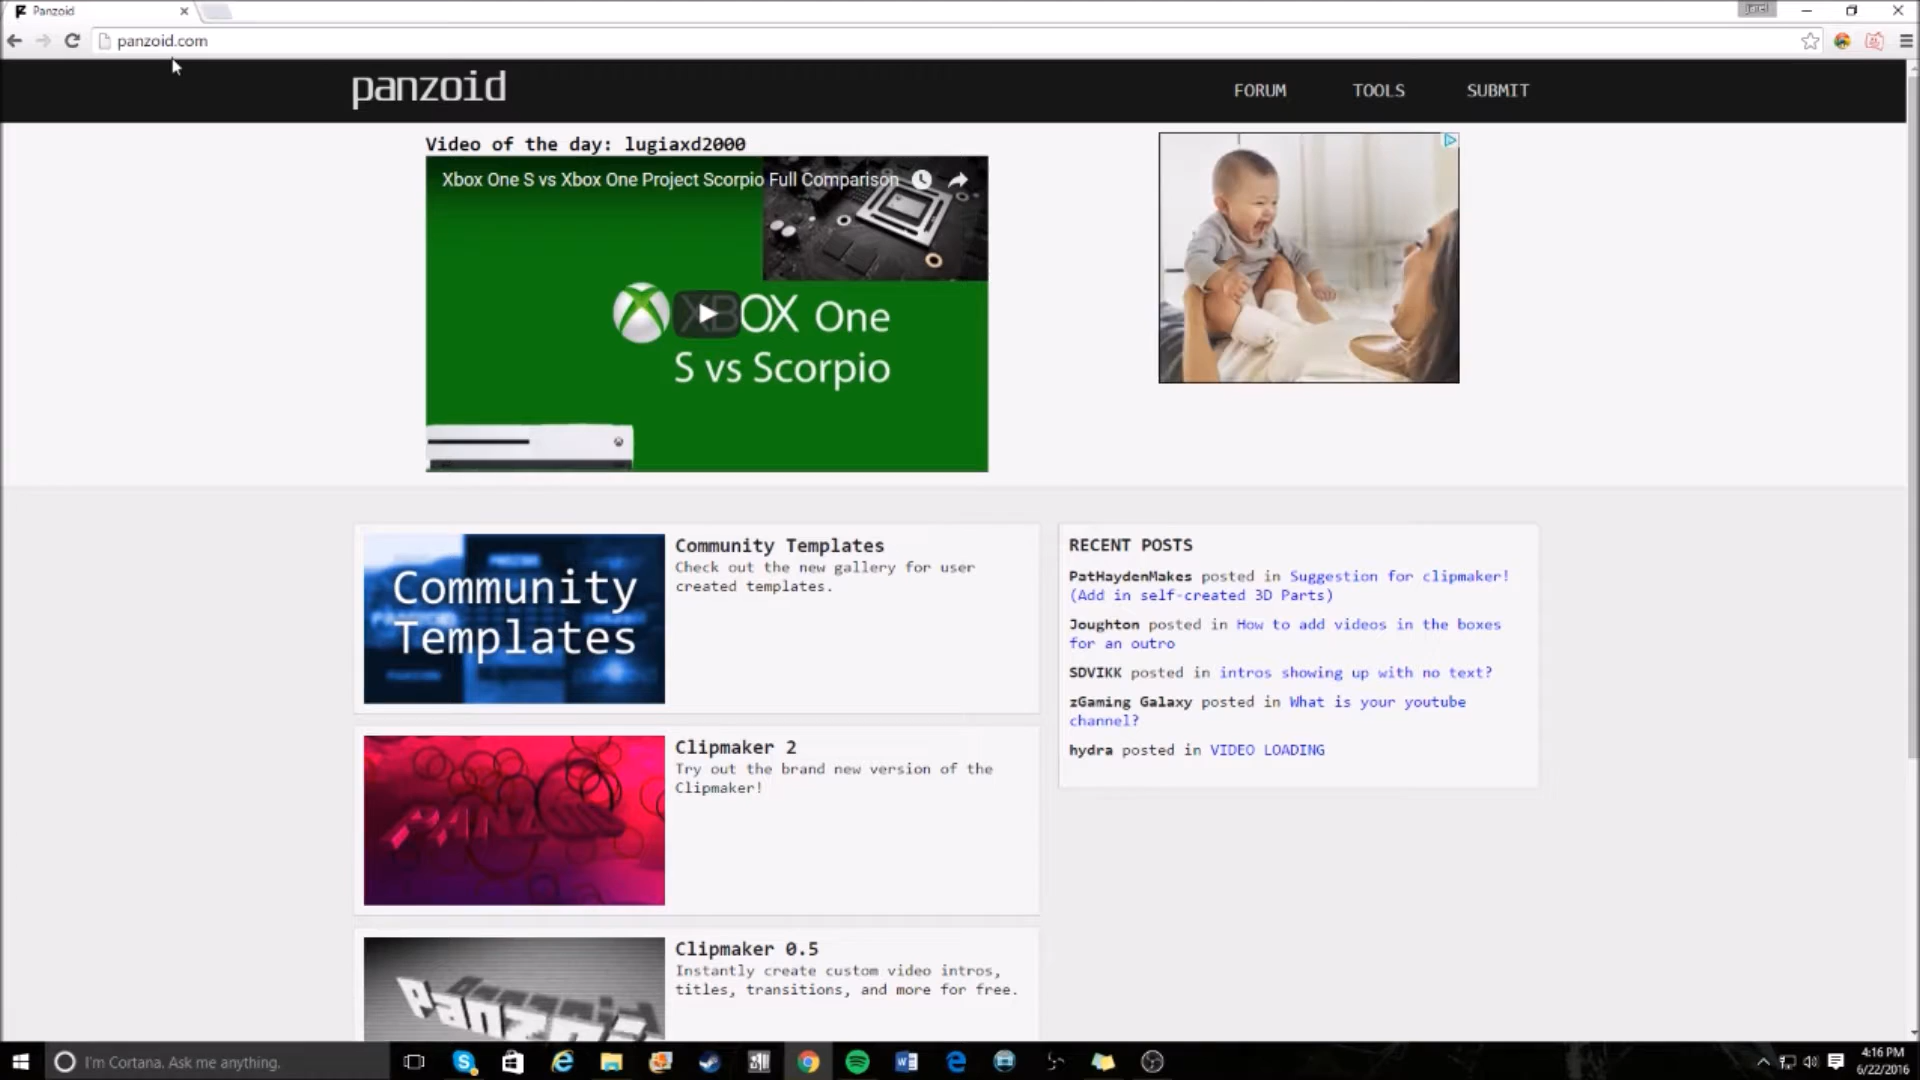 Panzoid
panzoid.com
panzoid
FORUM
TOOLS
SUBMIT
Video of the day: lugiaxd2000
Xbox One S vs Xbox One Project Scorpio Full Comparison
XBOX One
S vs Scorpio
Community
Templates
Community Templates
Check out the new gallery for user
created templates.
PANZOID
Clipmaker 2
Try out the brand new version of the
Clipmaker!
Clipmaker 0.5
Instantly create custom video intros,
titles, transitions, and more for free.
RECENT POSTS
PatHaydenMakes posted in Suggestion for clipmaker!
(Add in self-created 3D Parts)
Joughton posted in How to add videos in the boxes
for an outro
SDVIKK posted in intros showing up with no text?
zGaming Galaxy posted in What is your youtube
channel?
hydra posted in VIDEO LOADING
I'm Cortana. Ask me anything.
4:16 PM
6/22/2016